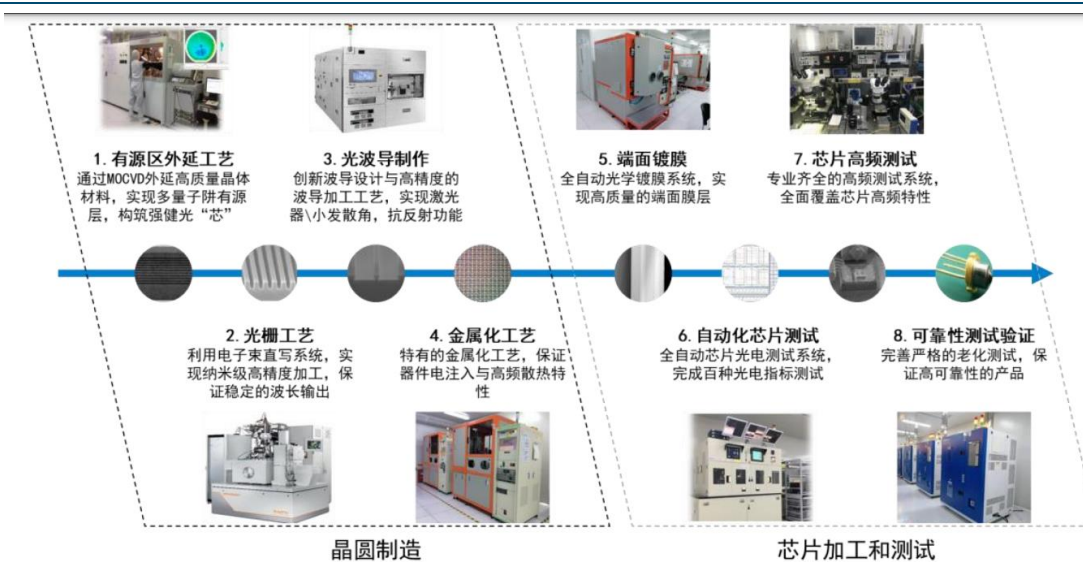 1. 有源区外延工艺
通过MOCVD外延高质量晶体
材料，实现多量子阱有源
层，构筑强健光“芯”
3. 光波导制作
创新波导设计与高精度的
波导加工工艺，实现激光
器\小发散角，抗反射功能
5. 端面镀膜
全自动光学镀膜系统，实
现高质量的端面膜层
7. 芯片高频测试
专业齐全的高频测试系统，
全面覆盖芯片高频特性
2. 光栅工艺
利用电子束直写系统，实
现纳米级高精度加工，保
证稳定的波长输出
4. 金属化工艺
特有的金属化工艺，保证
器件电注入与高频散热特
性
6. 自动化芯片测试
全自动芯片光电测试系统，
完成百种光电指标测试
8. 可靠性测试验证
完善严格的老化测试，保
证高可靠性的产品
晶圆制造
芯片加工和测试